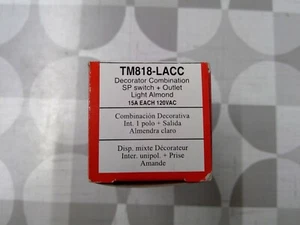 TM818-LACC
Decorator Combination
SP switch + Outlet
Light Almond
15A EACH 120VAC
Combinación Decorativa
Int. 1 polo + Salida
Almendra claro
Disp. mixte Décorateur
Inter. unipol. + Prise
Amande